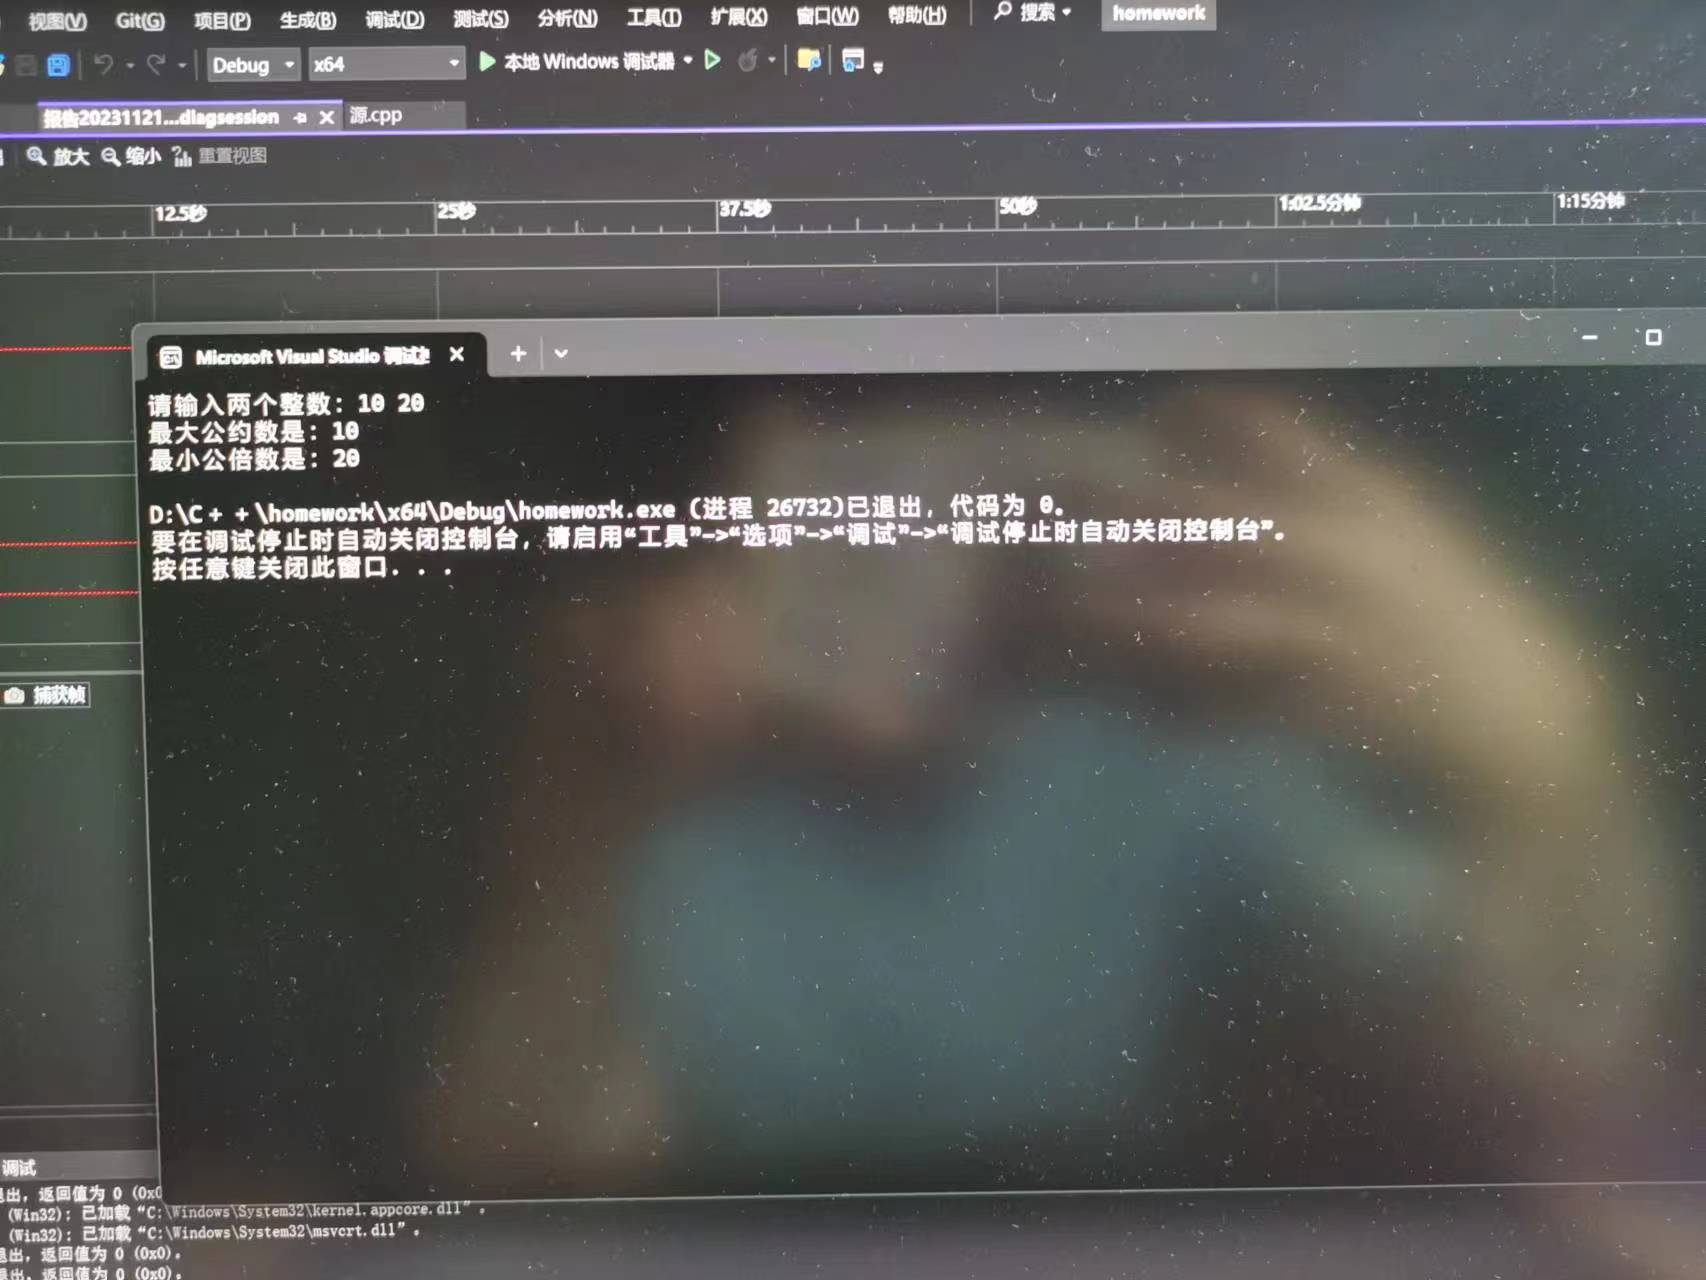 视图(V) Git(G) 项目(P) 生成(B) 调试(D) 测试(S) 分析(N) 工具(T) 扩展(X) 窗口(W) 帮助(H) 搜索 homework
Debug x64 本地 Windows 调试器
报告20231121...diagsession 源.cpp
放大 缩小 重置视图
12.5秒 25秒 37.5秒 50秒 1:02.5分钟 1:15分钟
Microsoft Visual Studio 调试
请输入两个整数: 10 20
最大公约数是: 10
最小公倍数是: 20
D:\C++\homework\x64\Debug\homework.exe (进程 26732)已退出，代码为 0。
要在调试停止时自动关闭控制台，请启用“工具”->“选项”->“调试”->“调试停止时自动关闭控制台”。
按任意键关闭此窗口. . .
捕获帧
调试
出，返回值为 0 (0x0
(Win32): 已加载 “C:\Windows\System32\kernel.appcore.dll”。
(Win32): 已加载 “C:\Windows\System32\msvcrt.dll”。
退出，返回值为 0 (0x0)。
退出，返回值为 0 (0x0)。